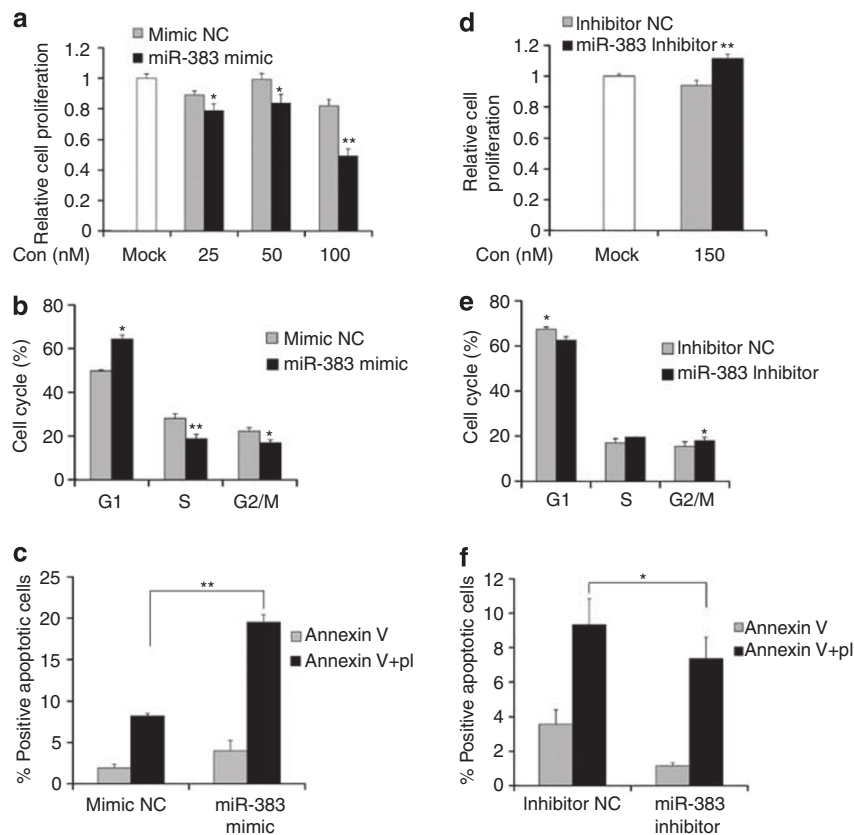 a
Mimic NC
miR-383 mimic
Relative cell proliferation
1.2
1
0.8
0.6
0.4
0.2
0
*
*
**
Con (nM) Mock 25 50 100
d
Inhibitor NC
miR-383 Inhibitor
Relative cell
proliferation
1.2
1
0.8
0.6
0.4
0.2
0
**
Con (nM) Mock 150
b
Mimic NC
miR-383 mimic
Cell cycle (%)
80
60
40
20
0
*
**
*
G1 S G2/M
e
Inhibitor NC
miR-383 Inhibitor
Cell cycle (%)
80
60
40
20
0
*
*
G1 S G2/M
c
% Positive apoptotic cells
25
20
15
10
5
0
**
Annexin V
Annexin V+pI
Mimic NC miR-383
mimic
f
% Positive apoptotic cells
12
10
8
6
4
2
0
*
Annexin V
Annexin V+pI
Inhibitor NC miR-383
inhibitor